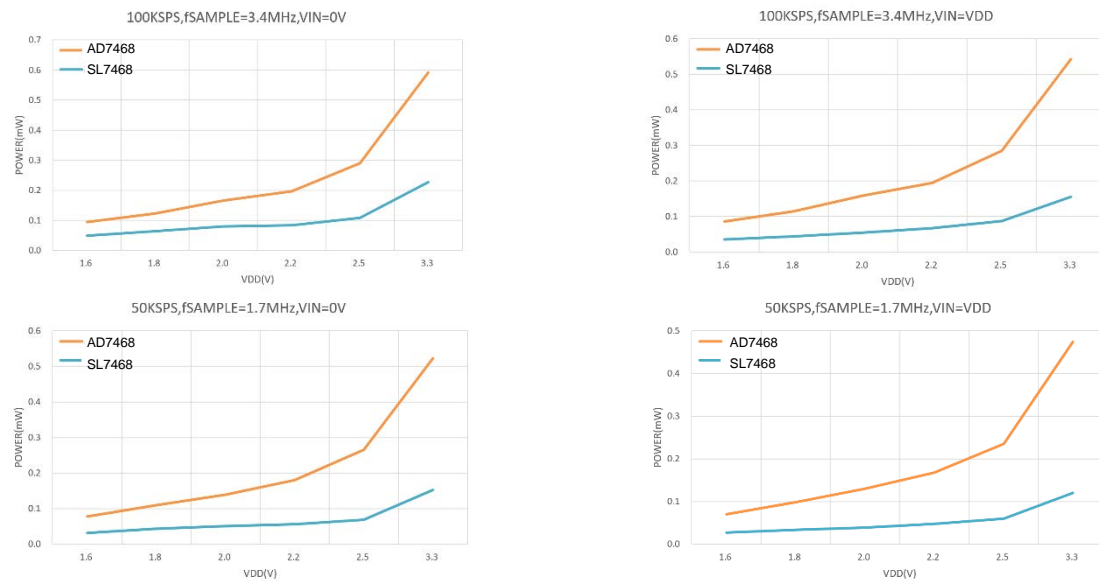 100KSPS,fSAMPLE=3.4MHz,VIN=0V
0.7
0.6
0.5
0.4
0.3
0.2
0.1
0.0
POWER(mW)
AD7468
SL7468
1.6 1.8 2.0 2.2 2.5 3.3
VDD(V)
100KSPS,fSAMPLE=3.4MHz,VIN=VDD
0.6
0.5
0.4
0.3
0.2
0.1
0.0
POWER(mW)
AD7468
SL7468
1.6 1.8 2.0 2.2 2.5 3.3
VDD(V)
50KSPS,fSAMPLE=1.7MHz,VIN=0V
0.6
0.5
0.4
0.3
0.2
0.1
0.0
POWER(mW)
AD7468
SL7468
1.6 1.8 2.0 2.2 2.5 3.3
VDD(V)
50KSPS,fSAMPLE=1.7MHz,VIN=VDD
0.5
0.4
0.3
0.2
0.1
0.0
POWER(mW)
AD7468
SL7468
1.6 1.8 2.0 2.2 2.5 3.3
VDD(V)